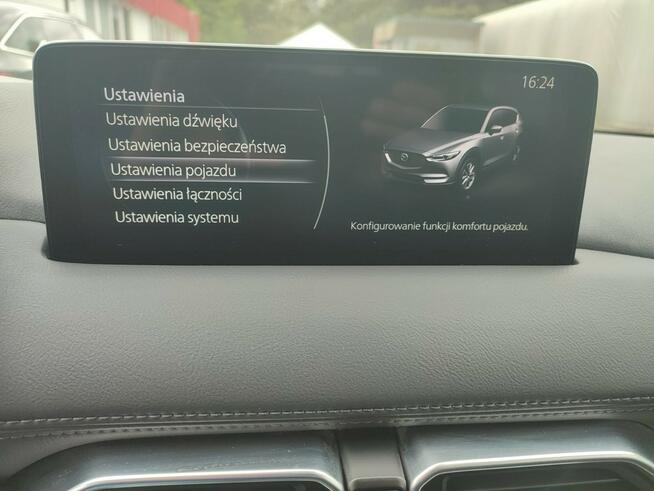 16:24
Ustawienia
Ustawienia dźwięku
Ustawienia bezpieczeństwa
Ustawienia pojazdu
Ustawienia łączności
Ustawienia systemu
Konfigurowanie funkcji komfortu pojazdu.